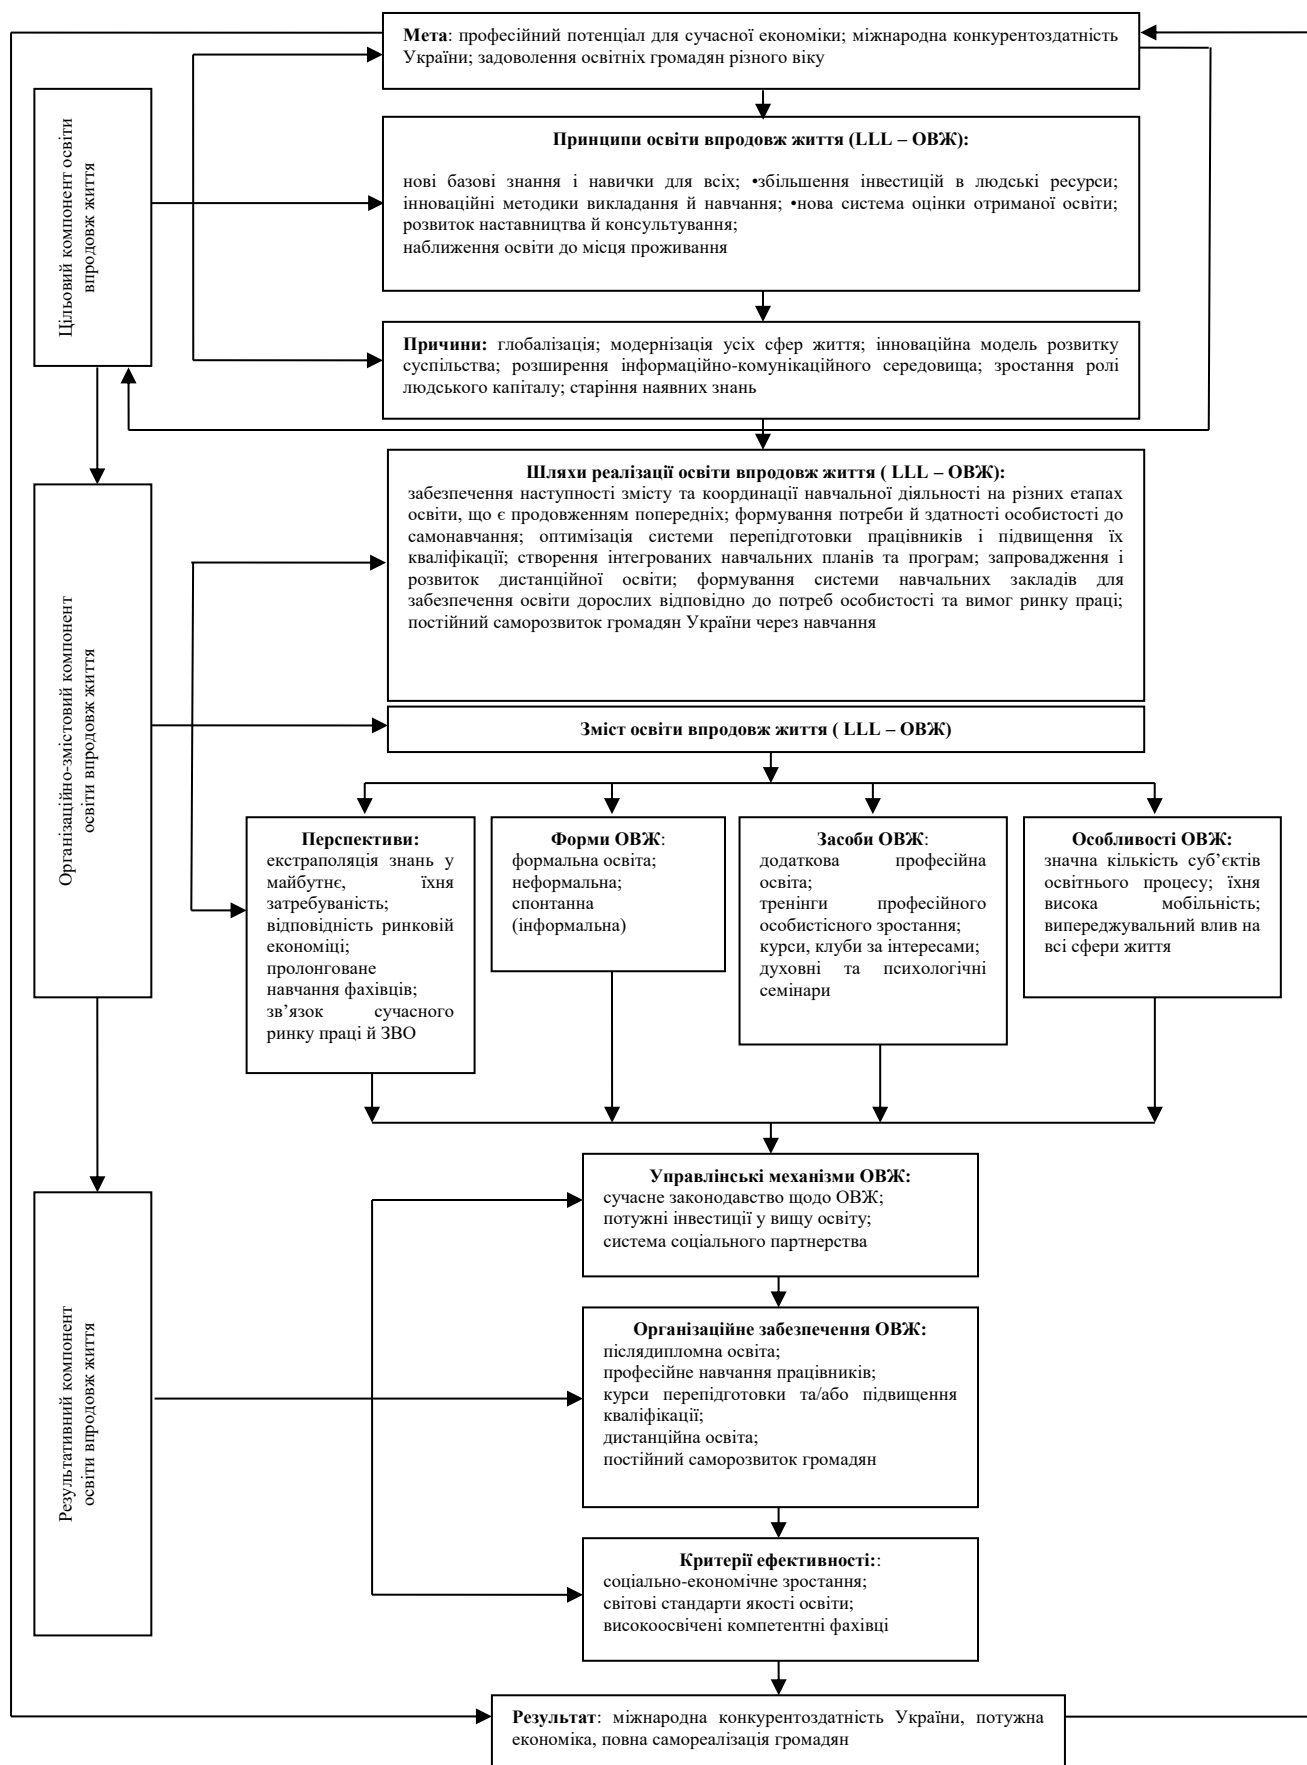 Мета: професійний потенціал для сучасної економіки; міжнародна конкурентоздатність
України; задоволення освітніх громадян різного віку
Цільовий компонент освіти
впродовж життя
Принципи освіти впродовж життя (LLL – ОВЖ):
нові базові знання і навички для всіх; •збільшення інвестицій в людські ресурси;
інноваційні методики викладання й навчання; •нова система оцінки отриманої освіти;
розвиток наставництва й консультування;
наближення освіти до місця проживання
Причини: глобалізація; модернізація усіх сфер життя; інноваційна модель розвитку
суспільства; розширення інформаційно-комунікаційного середовища; зростання ролі
людського капіталу; старіння наявних знань
Організаційно-змістовий компонент
освіти впродовж життя
Шляхи реалізації освіти впродовж життя ( LLL – ОВЖ):
забезпечення наступності змісту та координації навчальної діяльності на різних етапах
освіти, що є продовженням попередніх; формування потреби й здатності особистості до
самонавчання; оптимізація системи перепідготовки працівників і підвищення їх
кваліфікації; створення інтегрованих навчальних планів та програм; запровадження і
розвиток дистанційної освіти; формування системи навчальних закладів для
забезпечення освіти дорослих відповідно до потреб особистості та вимог ринку праці;
постійний саморозвиток громадян України через навчання
Зміст освіти впродовж життя ( LLL – ОВЖ)
Перспективи:
екстраполяція знань у
майбутнє, їхня
затребуваність;
відповідність ринковій
економіці;
пролонговане
навчання фахівців;
зв’язок сучасного
ринку праці й ЗВО
Форми ОВЖ:
формальна освіта;
неформальна;
спонтанна
(інформальна)
Засоби ОВЖ:
додаткова професійна
освіта;
тренінги професійного
особистісного зростання;
курси, клуби за інтересами;
духовні та психологічні
семінари
Особливості ОВЖ:
значна кількість суб’єктів
освітнього процесу; їхня
висока мобільність;
випереджувальний влив на
всі сфери життя
Результативний компонент
освіти впродовж життя
Управлінські механізми ОВЖ:
сучасне законодавство щодо ОВЖ;
потужні інвестиції у вищу освіту;
система соціального партнерства
Організаційне забезпечення ОВЖ:
післядипломна освіта;
професійне навчання працівників;
курси перепідготовки та/або підвищення
кваліфікації;
дистанційна освіта;
постійний саморозвиток громадян
Критерії ефективності::
соціально-економічне зростання;
світові стандарти якості освіти;
високоосвічені компетентні фахівці
Результат: міжнародна конкурентоздатність України, потужна
економіка, повна самореалізація громадян